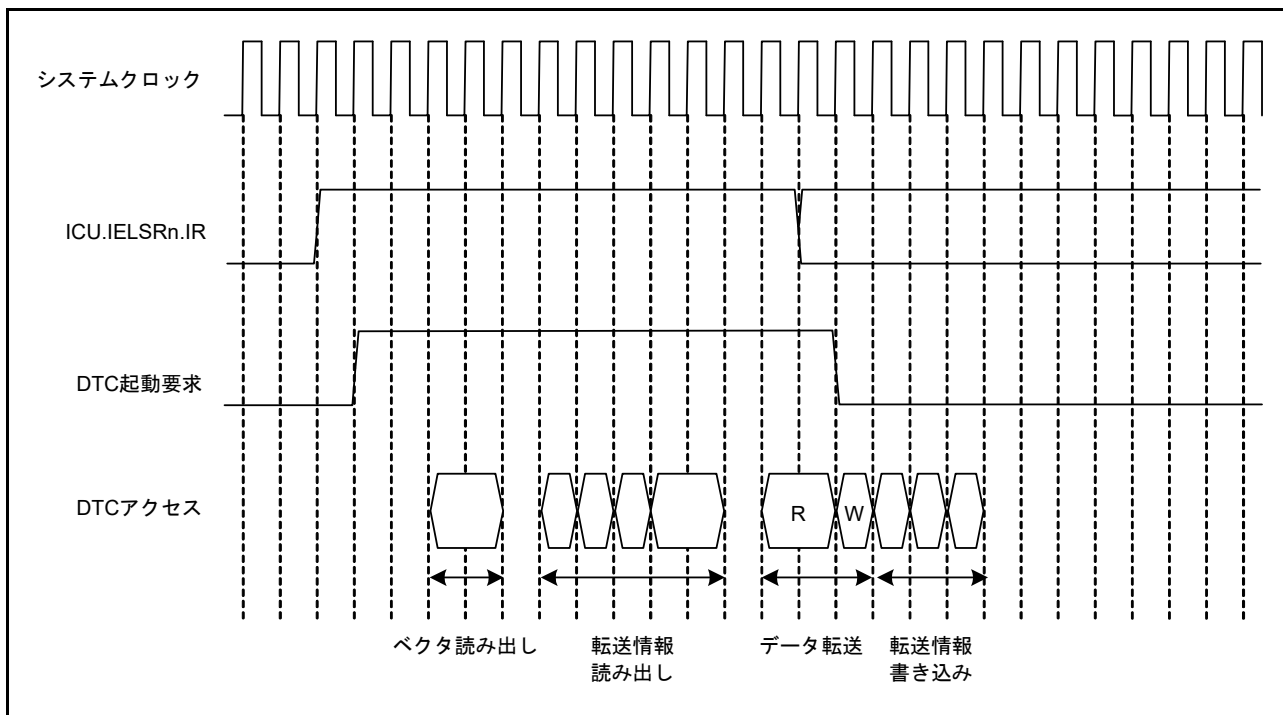 システムクロック
ICU.IELSRn.IR
DTC起動要求
DTCアクセス
R
W
ベクタ読み出し
転送情報
読み出し
データ転送
転送情報
書き込み